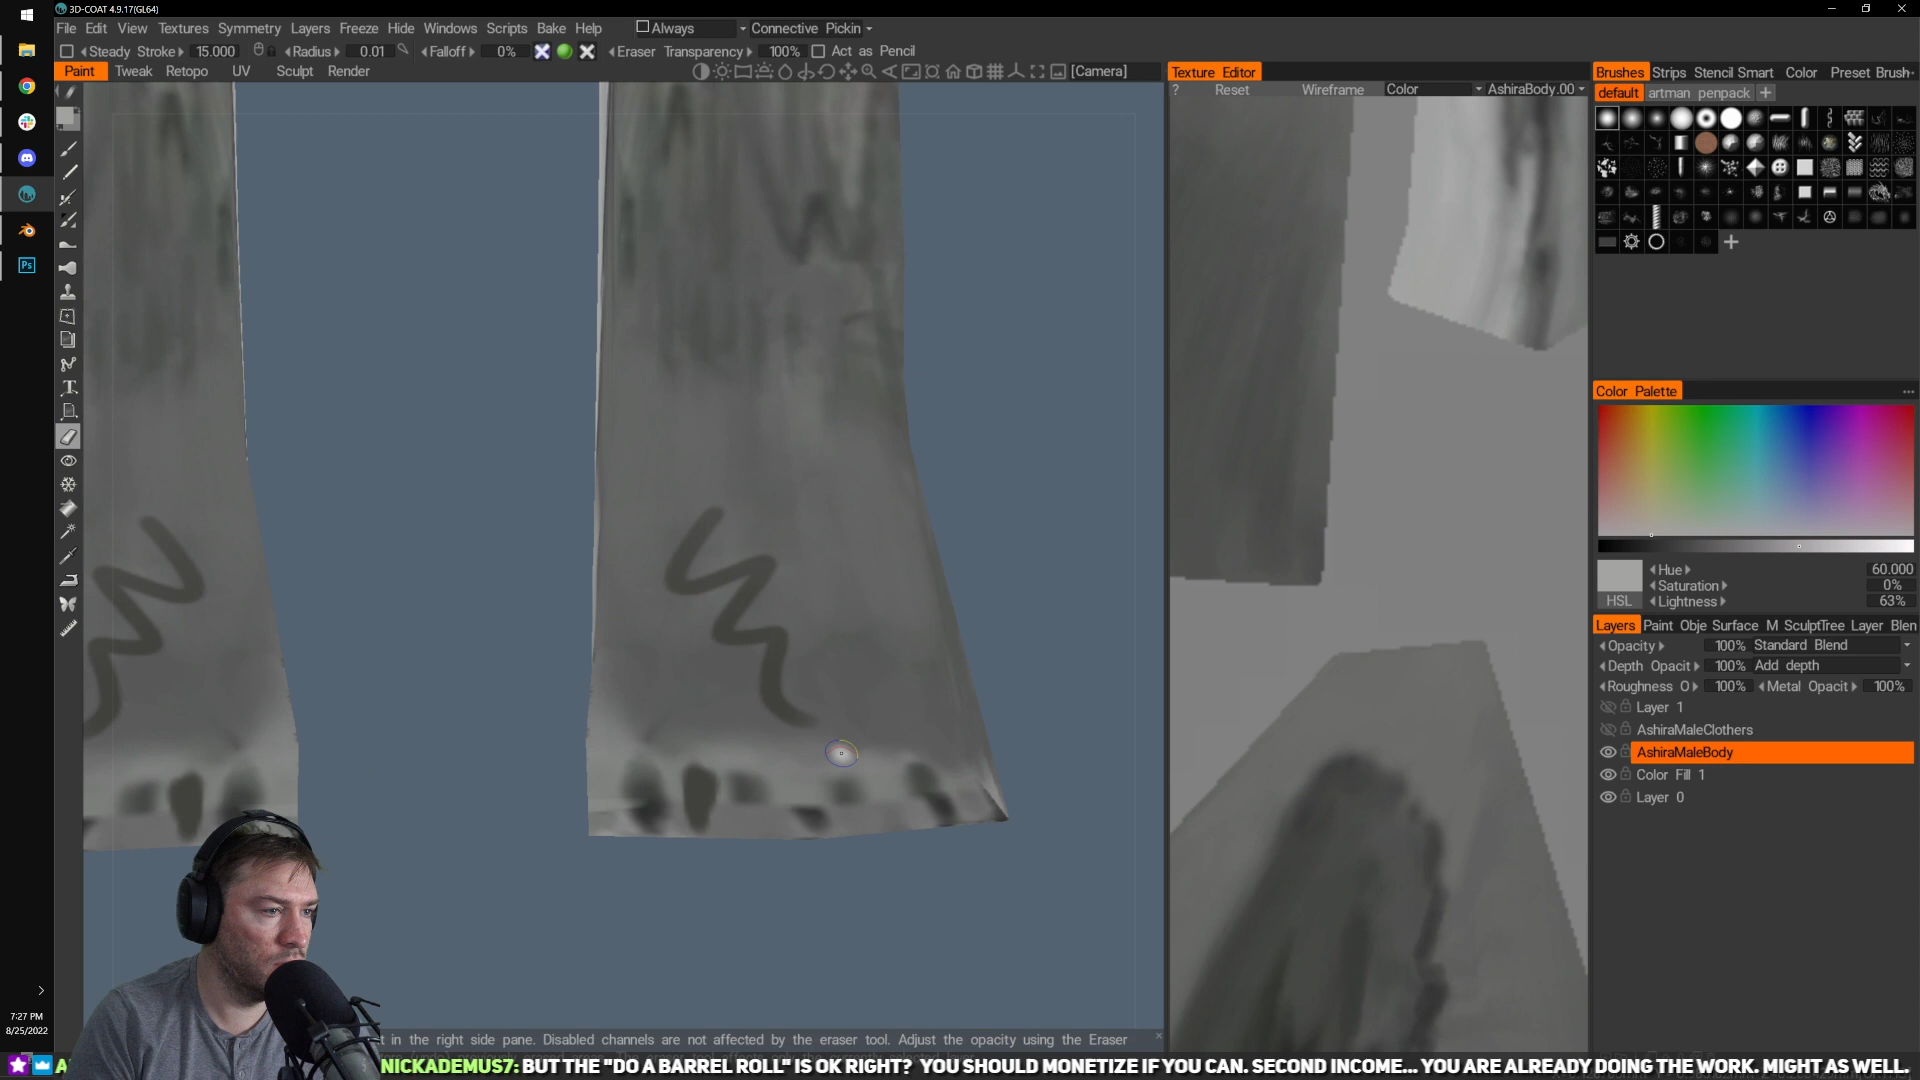 3D-COAT 4.9.17(GL64)
File Edit View Textures Symmetry Layers Freeze Hide Windows Scripts Bake Help Always Connective Pickin
Steady Stroke 15.000 Radius 0.01 Falloff 0% Eraser Transparency 100% Act as Pencil
Paint Tweak Retopo UV Sculpt Render [Camera]
Texture Editor
? Reset Wireframe Color AshiraBody.00
Brushes Strips Stencil Smart Color Preset Brush
default artman penpack
Color Palette
Hue 60.000
Saturation 0%
HSL Lightness 63%
Layers Paint Obje Surface M SculptTree Layer Blen
Opacity 100% Standard Blend
Depth Opacit 100% Add depth
Roughness O 100% Metal Opacit 100%
Layer 1
AshiraMaleClothers
AshiraMaleBody
Color Fill 1
Layer 0
Ps
7:27 PM
8/25/2022
t in the right side pane. Disabled channels are not affected by the eraser tool. Adjust the opacity using the Eraser
NICKADEMUS7: BUT THE "DO A BARREL ROLL" IS OK RIGHT? YOU SHOULD MONETIZE IF YOU CAN. SECOND INCOME... YOU ARE ALREADY DOING THE WORK. MIGHT AS WELL.